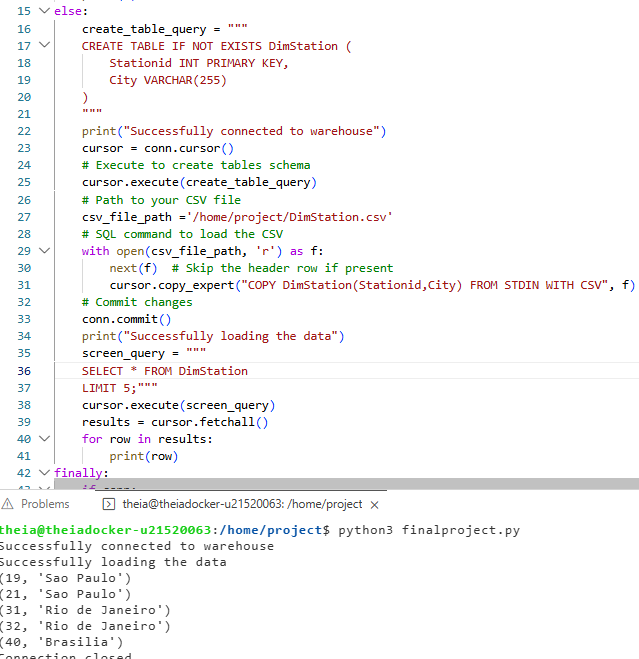 15 else:
16 create_table_query = """
17 CREATE TABLE IF NOT EXISTS DimStation (
18 Stationid INT PRIMARY KEY,
19 City VARCHAR(255)
20 )
21 """
22 print("Successfully connected to warehouse")
23 cursor = conn.cursor()
24 # Execute to create tables schema
25 cursor.execute(create_table_query)
26 # Path to your CSV file
27 csv_file_path ='/home/project/DimStation.csv'
28 # SQL command to load the CSV
29 with open(csv_file_path, 'r') as f:
30 next(f)  # Skip the header row if present
31 cursor.copy_expert("COPY DimStation(Stationid,City) FROM STDIN WITH CSV", f)
32 # Commit changes
33 conn.commit()
34 print("Successfully loading the data")
35 screen_query = """
36 SELECT * FROM DimStation
37 LIMIT 5;"""
38 cursor.execute(screen_query)
39 results = cursor.fetchall()
40 for row in results:
41 print(row)
42 finally:
43 if conn:
Problems theia@theiadocker-u21520063: /home/project
theia@theiadocker-u21520063:/home/project$ python3 finalproject.py
Successfully connected to warehouse
Successfully loading the data
(19, 'Sao Paulo')
(21, 'Sao Paulo')
(31, 'Rio de Janeiro')
(32, 'Rio de Janeiro')
(40, 'Brasilia')
Connection closed